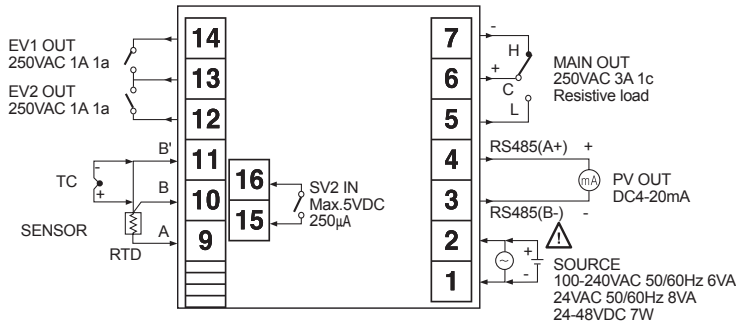 EV1 OUT
250VAC 1A 1a
EV2 OUT
250VAC 1A 1a
14
13
12
11
10
9
B'
B
A
-
TC
+
SENSOR
RTD
16
15
SV2 IN
Max.5VDC
250µA
7
6
5
4
3
2
1
-
H
+
C
L
MAIN OUT
250VAC 3A 1c
Resistive load
RS485(A+) +
mA
PV OUT
DC4-20mA
RS485(B-) -
!
~
+
-
SOURCE
100-240VAC 50/60Hz 6VA
24VAC 50/60Hz 8VA
24-48VDC 7W